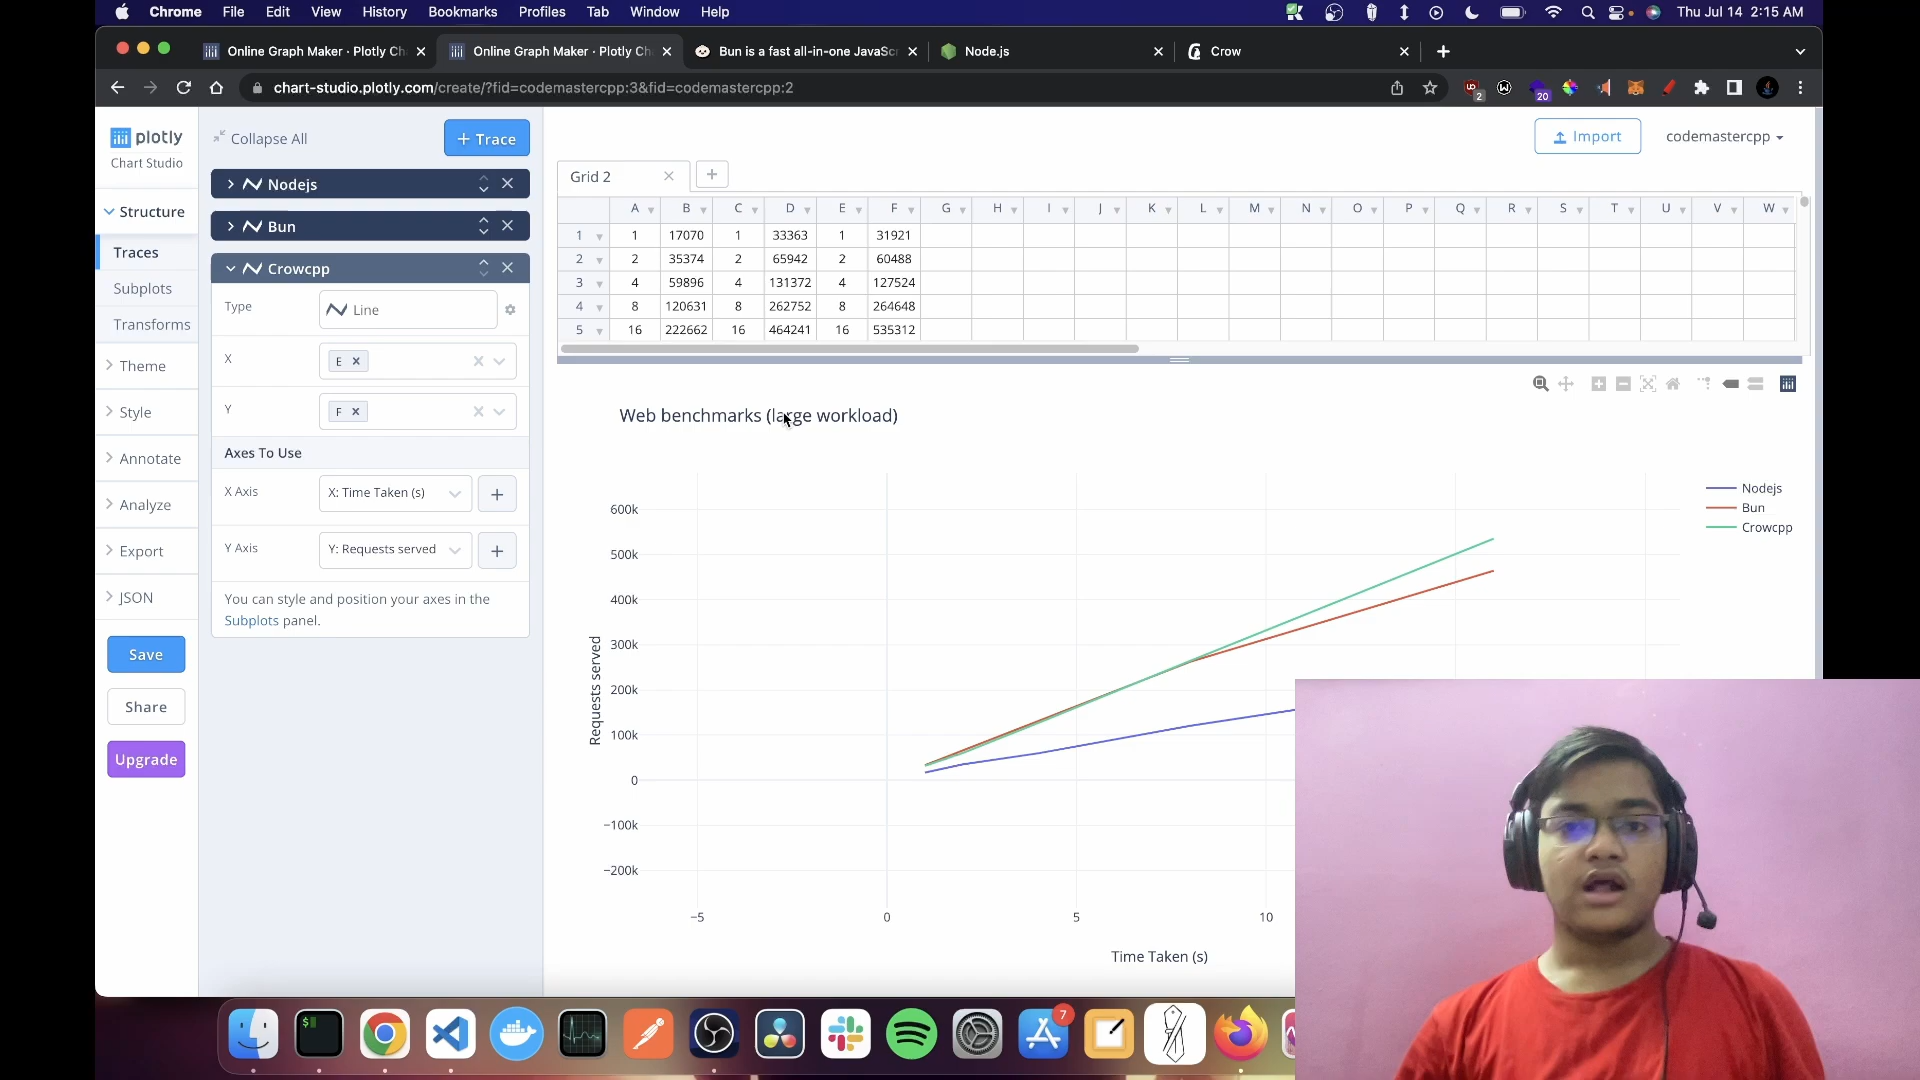 Chrome File Edit View History Bookmarks Profiles Tab Window Help Thu Jul 14 2:15 AM
Online Graph Maker · Plotly Ch Online Graph Maker · Plotly Ch Bun is a fast all-in-one JavaSc Node.js Crow
chart-studio.plotly.com/create/?fid=codemastercpp:3&fid=codemastercpp:2
2 20
plotly
Chart Studio
Collapse All
+ Trace
Import
codemastercpp
Structure
Traces
Subplots
Transforms
Theme
Style
Annotate
Analyze
Export
JSON
Save
Share
Upgrade
Nodejs
Bun
Crowcpp
Type Line
X E
Y F
Axes To Use
X Axis X: Time Taken (s)
Y Axis Y: Requests served
You can style and position your axes in the
Subplots panel.
Grid 2
A B C D E F G H I J K L M N O P Q R S T U V W
1 1 17070 1 33363 1 31921
2 2 35374 2 65942 2 60488
3 4 59896 4 131372 4 127524
4 8 120631 8 262752 8 264648
5 16 222662 16 464241 16 535312
Web benchmarks (large workload)
Nodejs
Bun
Crowcpp
600k
500k
400k
300k
200k
100k
0
−100k
−200k
Requests served
−5 0 5 10
Time Taken (s)
$
7